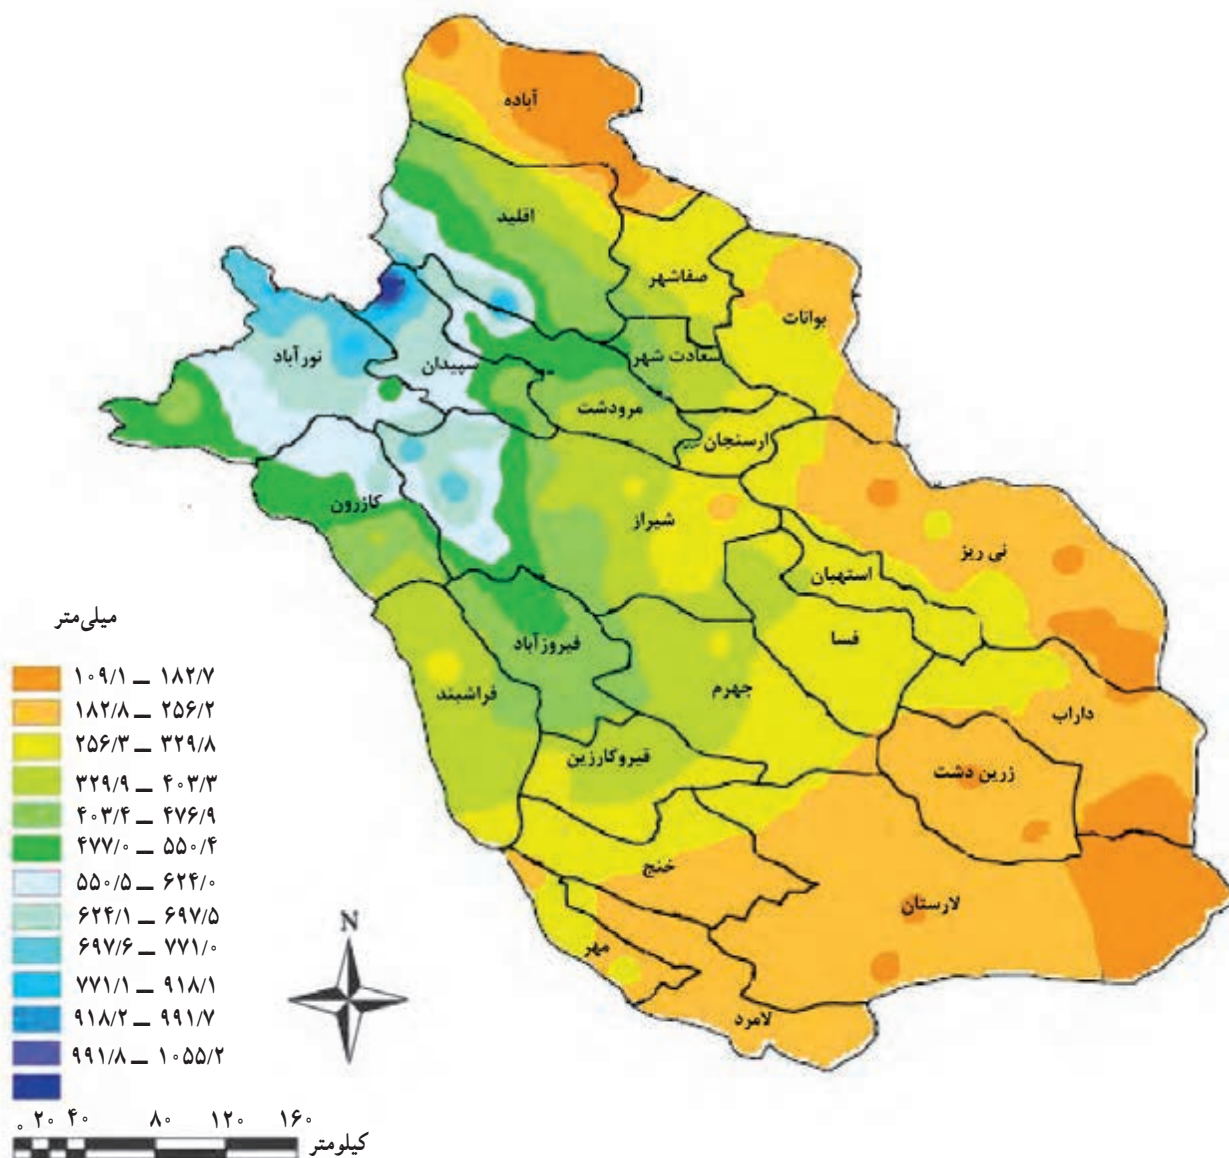 آباده
اقلید
صفاشهر
بوانات
نورآباد
سپیدان
سعادت شهر
مرودشت
ارسنجان
کازرون
شیراز
نی ریز
استهبان
فسا
فیروزآباد
جهرم
فراشبند
داراب
قیروکارزین
زرین دشت
خنج
لارستان
مهر
لامرد
میلی‌متر
۱۰۹/۱ – ۱۸۲/۷
۱۸۲/۸ – ۲۵۶/۲
۲۵۶/۳ – ۳۲۹/۸
۳۲۹/۹ – ۴۰۳/۳
۴۰۳/۴ – ۴۷۶/۹
۴۷۷/۰ – ۵۵۰/۴
۵۵۰/۵ – ۶۲۴/۰
۶۲۴/۱ – ۶۹۷/۵
۶۹۷/۶ – ۷۷۱/۰
۷۷۱/۱ – ۹۱۸/۱
۹۱۸/۲ – ۹۹۱/۷
۹۹۱/۸ – ۱۰۵۵/۲
N
۰ ۲۰ ۴۰ ۸۰ ۱۲۰ ۱۶۰
کیلومتر